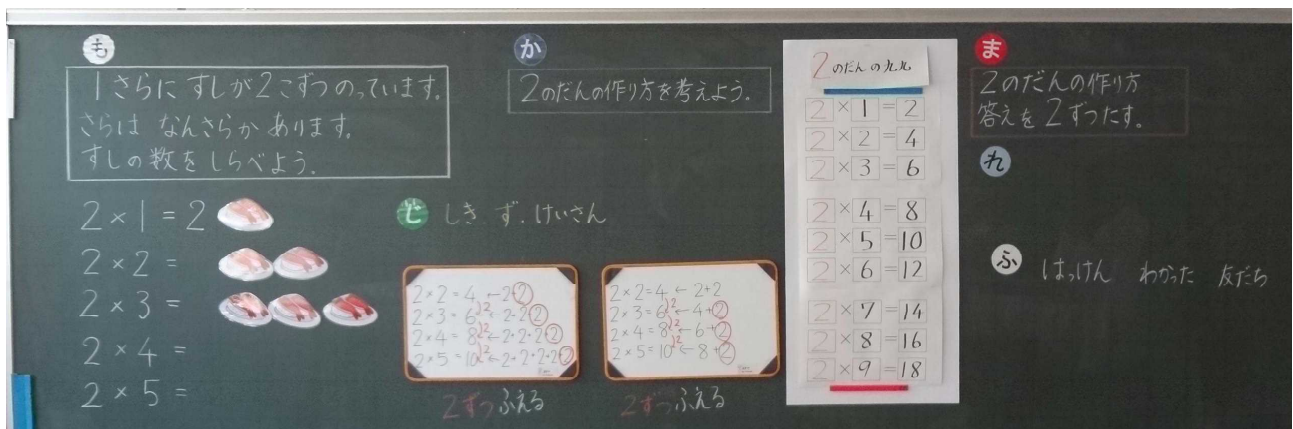 も
1さらに すしが2こずつのっています。
さらは なんさらか あります。
すしの数を しらべよう。
2×1=2
2×2=
2×3=
2×4=
2×5=
か
2のだんの作り方を考えよう。
じ
しき ず.けいさん
2×2=4 ←2+2
2×3=6 ←2+2+2
2×4=8 ←2+2+2+2
2×5=10 ←2+2+2+2+2
2ずつふえる
2×2=4 ←2+2
2×3=6 ←4+2
2×4=8 ←6+2
2×5=10 ←8+2
2ずつふえる
2のだんの九九
2×1=2
2×2=4
2×3=6
2×4=8
2×5=10
2×6=12
2×7=14
2×8=16
2×9=18
ま
2のだんの作り方
答えを2ずつたす。
れ
ふ
はっけん わかった 友だち